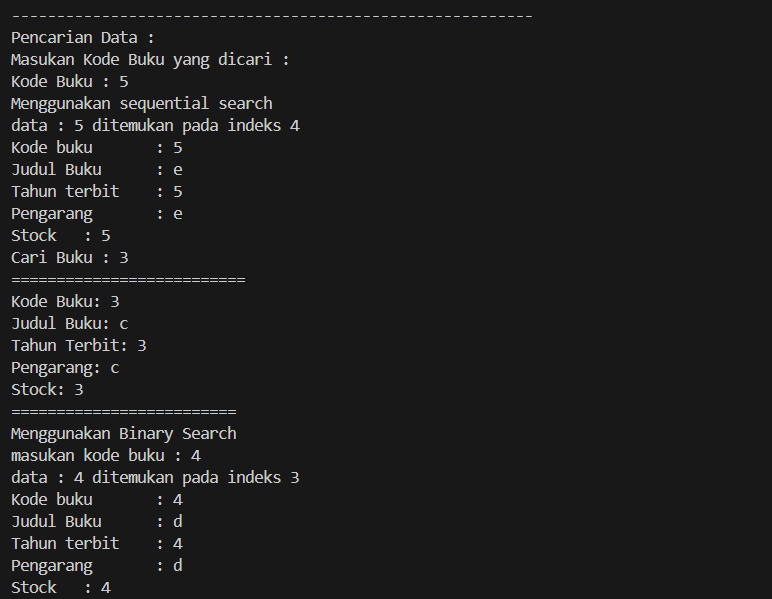 ----------------------------------------------------------
Pencarian Data :
Masukan Kode Buku yang dicari :
Kode Buku : 5
Menggunakan sequential search
data : 5 ditemukan pada indeks 4
Kode buku       : 5
Judul Buku      : e
Tahun terbit    : 5
Pengarang       : e
Stock   : 5
Cari Buku : 3
==========================
Kode Buku: 3
Judul Buku: c
Tahun Terbit: 3
Pengarang: c
Stock: 3
=========================
Menggunakan Binary Search
masukan kode buku : 4
data : 4 ditemukan pada indeks 3
Kode buku       : 4
Judul Buku      : d
Tahun terbit    : 4
Pengarang       : d
Stock   : 4